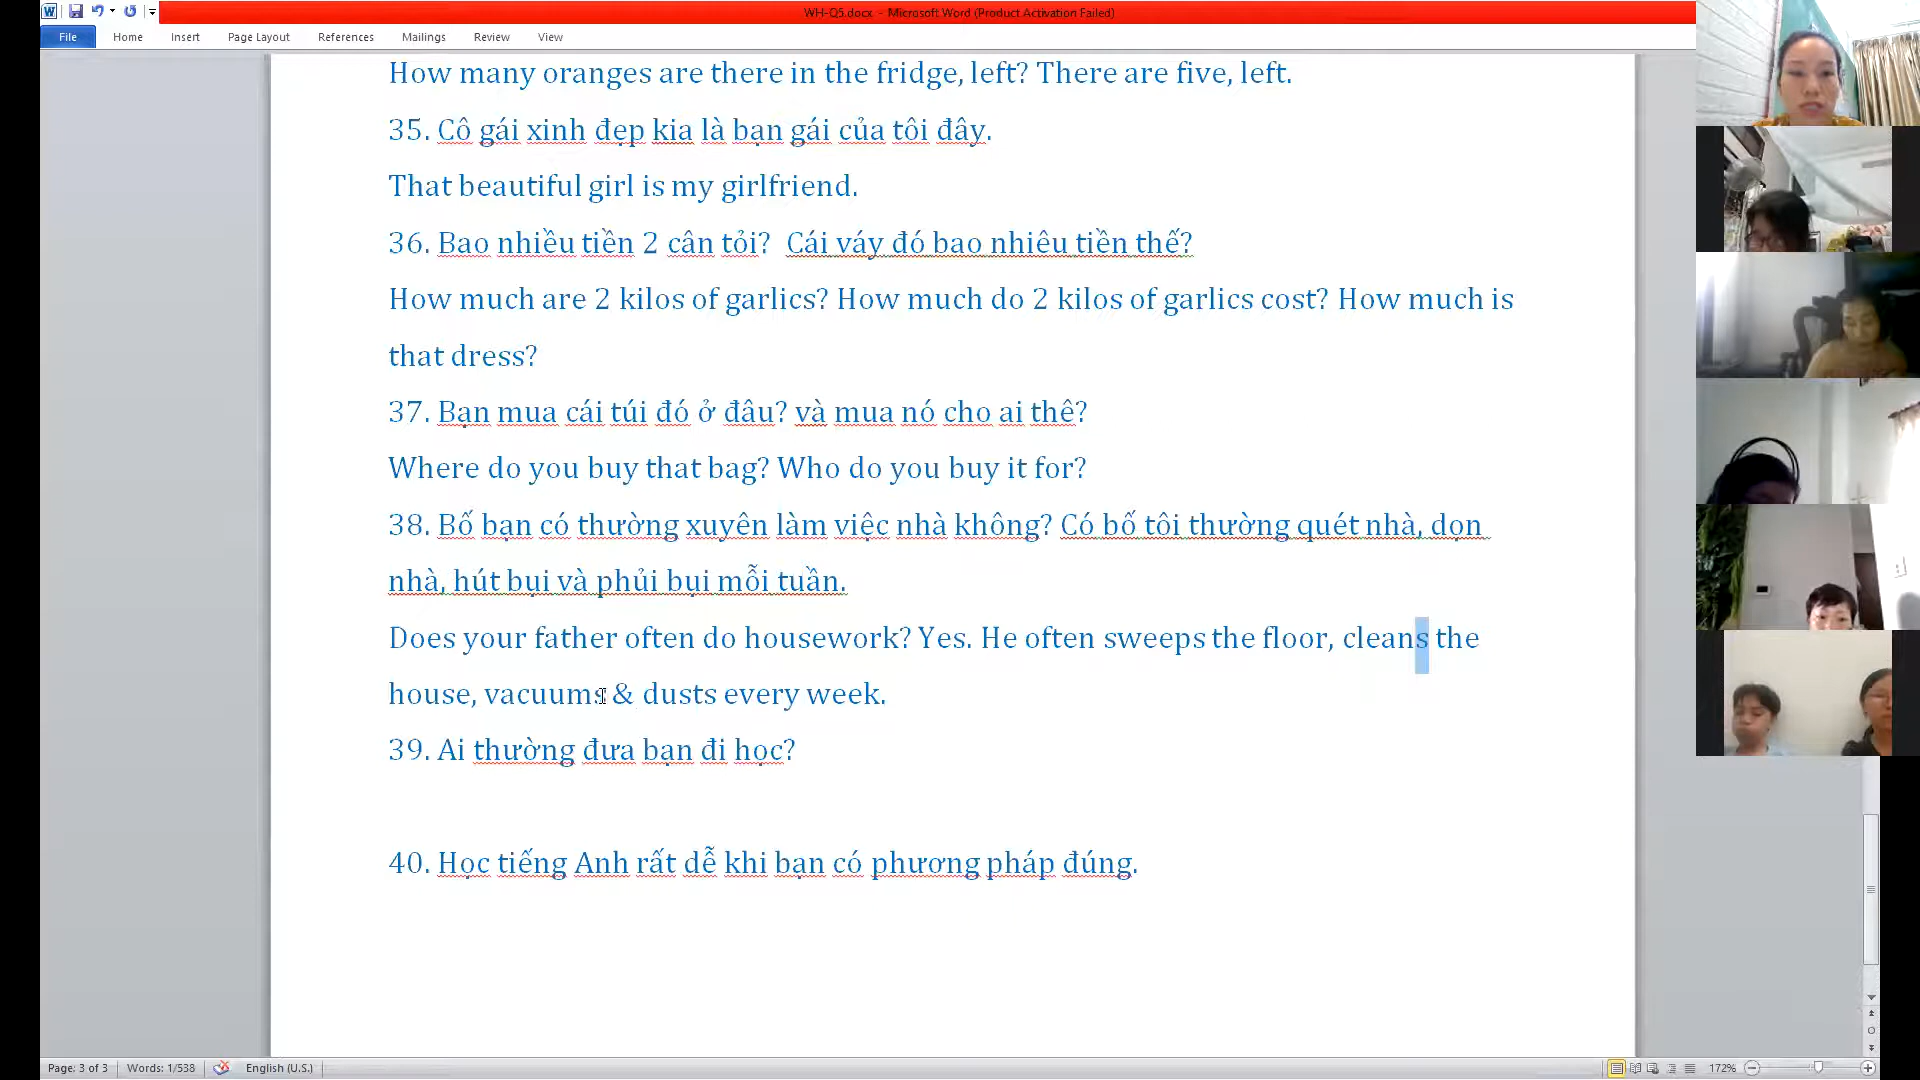 WH-Q5.docx - Microsoft Word (Product Activation Failed)
File Home Insert Page Layout References Mailings Review View
How many oranges are there in the fridge, left? There are five, left.
35. Cô gái xinh đẹp kia là bạn gái của tôi đây.
That beautiful girl is my girlfriend.
36. Bao nhiều tiền 2 cân tỏi?  Cái váy đó bao nhiêu tiền thế?
How much are 2 kilos of garlics? How much do 2 kilos of garlics cost? How much is
that dress?
37. Bạn mua cái túi đó ở đâu? và mua nó cho ai thê?
Where do you buy that bag? Who do you buy it for?
38. Bố bạn có thường xuyên làm việc nhà không? Có bố tôi thường quét nhà, dọn
nhà, hút bụi và phủi bụi mỗi tuần.
Does your father often do housework? Yes. He often sweeps the floor, cleans the
house, vacuums & dusts every week.
39. Ai thường đưa bạn đi học?
40. Học tiếng Anh rất dễ khi bạn có phương pháp đúng.
Page: 3 of 3 Words: 1/538 English (U.S.) 172%